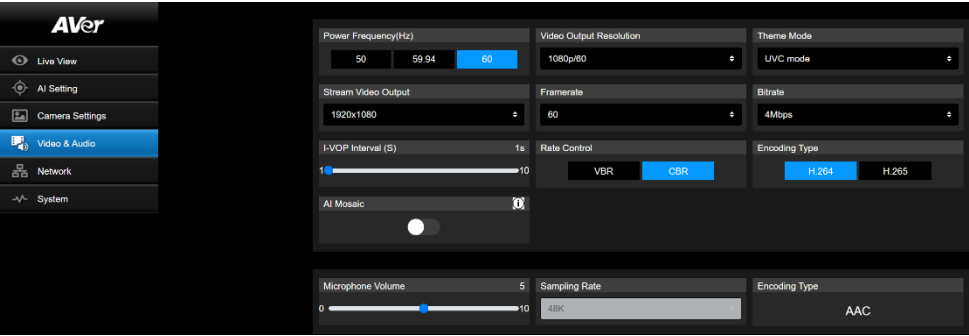 AVer
Live View
AI Setting
Camera Settings
Video & Audio
Network
System
Power Frequency(Hz)
50 59.94 60
Video Output Resolution
1080p/60
Theme Mode
UVC mode
Stream Video Output
1920x1080
Framerate
60
Bitrate
4Mbps
I-VOP Interval (S) 1s
1 10
Rate Control
VBR CBR
Encoding Type
H.264 H.265
AI Mosaic
Microphone Volume 5
0 10
Sampling Rate
48K
Encoding Type
AAC